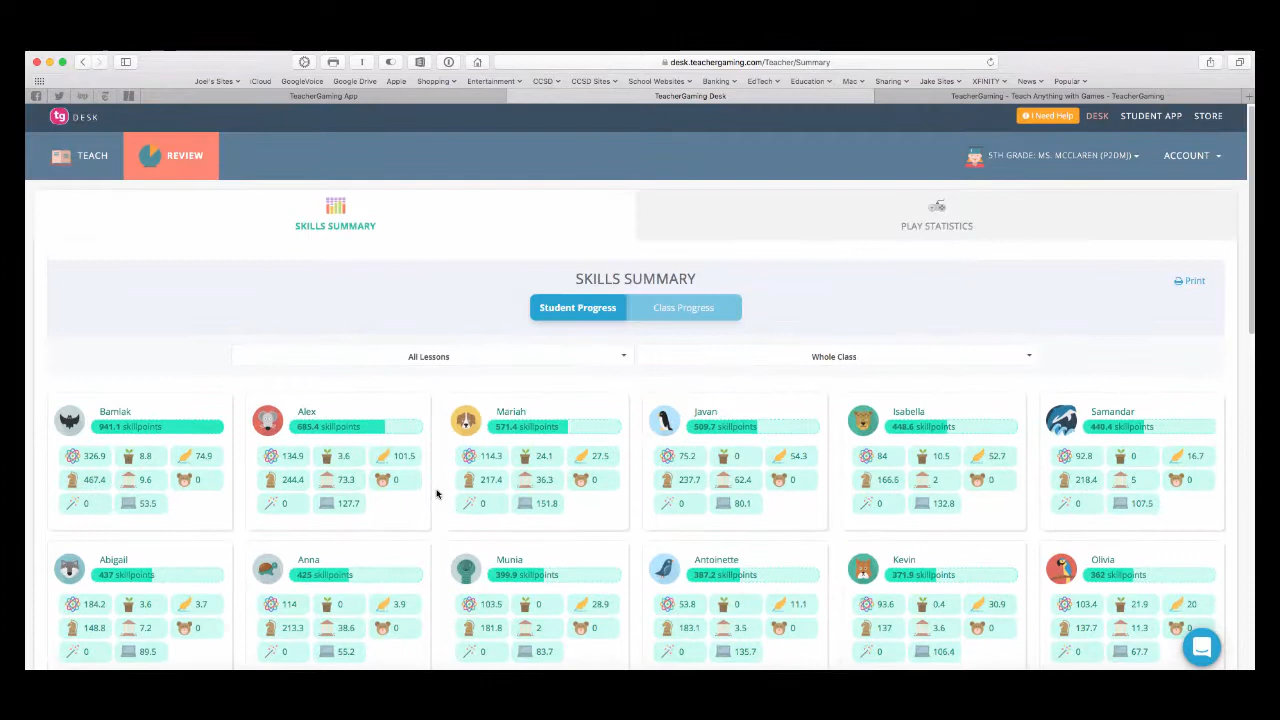 desk.teachergaming.com/Teacher/Summary
Joel's Sites iCloud GoogleVoice Google Drive Apple Shopping Entertainment CCSD CCSD Sites School Websites Banking EdTech Education Mac Sharing Jake Sites XFINITY News Popular
TeacherGaming App TeacherGaming Desk TeacherGaming - Teach Anything with Games - TeacherGaming
tg DESK I Need Help DESK STUDENT APP STORE
TEACH REVIEW 5TH GRADE: MS. MCCLAREN (P2DMJ) ACCOUNT
SKILLS SUMMARY PLAY STATISTICS
SKILLS SUMMARY
Print
Student Progress Class Progress
All Lessons Whole Class
Bamlak Alex Mariah Javan Isabella Samandar
941.1 skillpoints 685.4 skillpoints 571.4 skillpoints 509.7 skillpoints 448.6 skillpoints 440.4 skillpoints
326.9 8.8 74.9 134.9 3.6 101.5 114.3 24.1 27.5 75.2 0 54.3 84 10.5 52.7 92.8 0 16.7
467.4 9.6 0 244.4 73.3 0 217.4 36.3 0 237.7 62.4 0 166.6 2 0 218.4 5 0
0 53.5 0 127.7 0 151.8 0 80.1 0 132.8 0 107.5
Abigail Anna Munia Antoinette Kevin Olivia
437 skillpoints 425 skillpoints 399.9 skillpoints 387.2 skillpoints 371.9 skillpoints 362 skillpoints
184.2 3.6 3.7 114 0 3.9 103.5 0 28.9 53.8 0 11.1 93.6 0.4 30.9 103.4 21.9 20
148.8 7.2 0 213.3 38.6 0 181.8 2 0 183.1 3.5 0 137 3.6 0 137.7 11.3 0
0 89.5 0 55.2 0 83.7 0 135.7 0 106.4 0 67.7